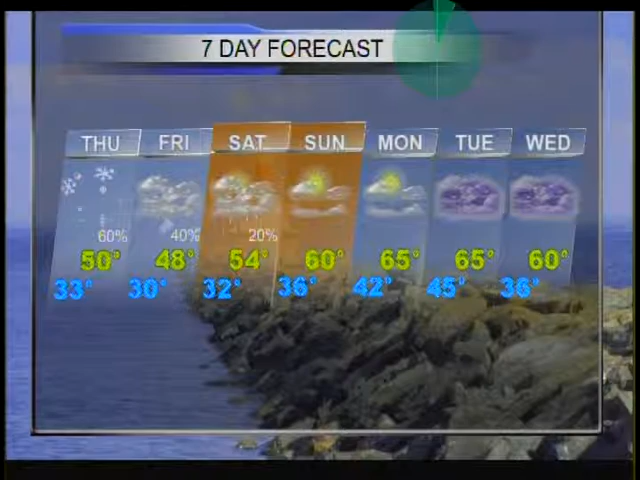 7 DAY FORECAST
THU FRI SAT SUN MON TUE WED
60% 40% 20%
50° 48° 54° 60° 65° 65° 60°
33° 30° 32° 36° 42° 45° 36°